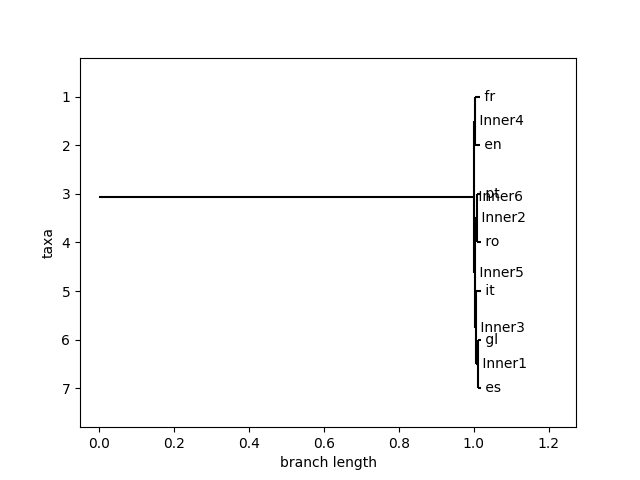 1
fr
Inner4
2
en
3
pt
Inner6
Inner2
4
ro
taxa
Inner5
5
it
Inner3
6
gl
Inner1
7
es
0.0 0.2 0.4 0.6 0.8 1.0 1.2
branch length